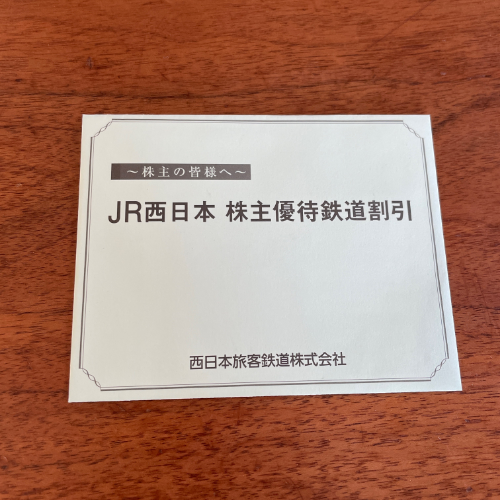 ～株主の皆様へ～
JR西日本 株主優待鉄道割引
西日本旅客鉄道株式会社